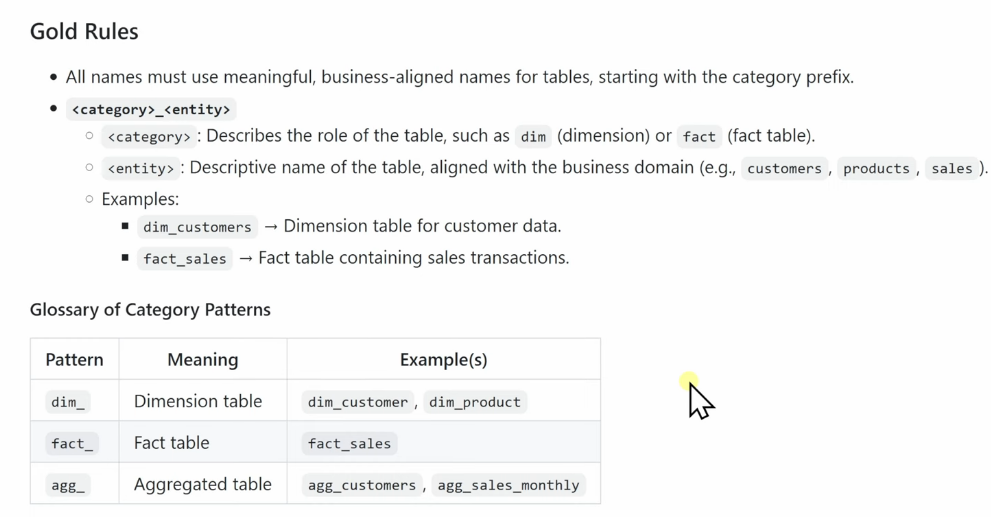 Gold Rules
All names must use meaningful, business-aligned names for tables, starting with the category prefix.
<category>_<entity>
<category> : Describes the role of the table, such as dim (dimension) or fact (fact table).
<entity> : Descriptive name of the table, aligned with the business domain (e.g., customers , products , sales ).
Examples:
dim_customers → Dimension table for customer data.
fact_sales → Fact table containing sales transactions.
Glossary of Category Patterns
Pattern Meaning Example(s)
dim_ Dimension table dim_customer , dim_product
fact_ Fact table fact_sales
agg_ Aggregated table agg_customers , agg_sales_monthly